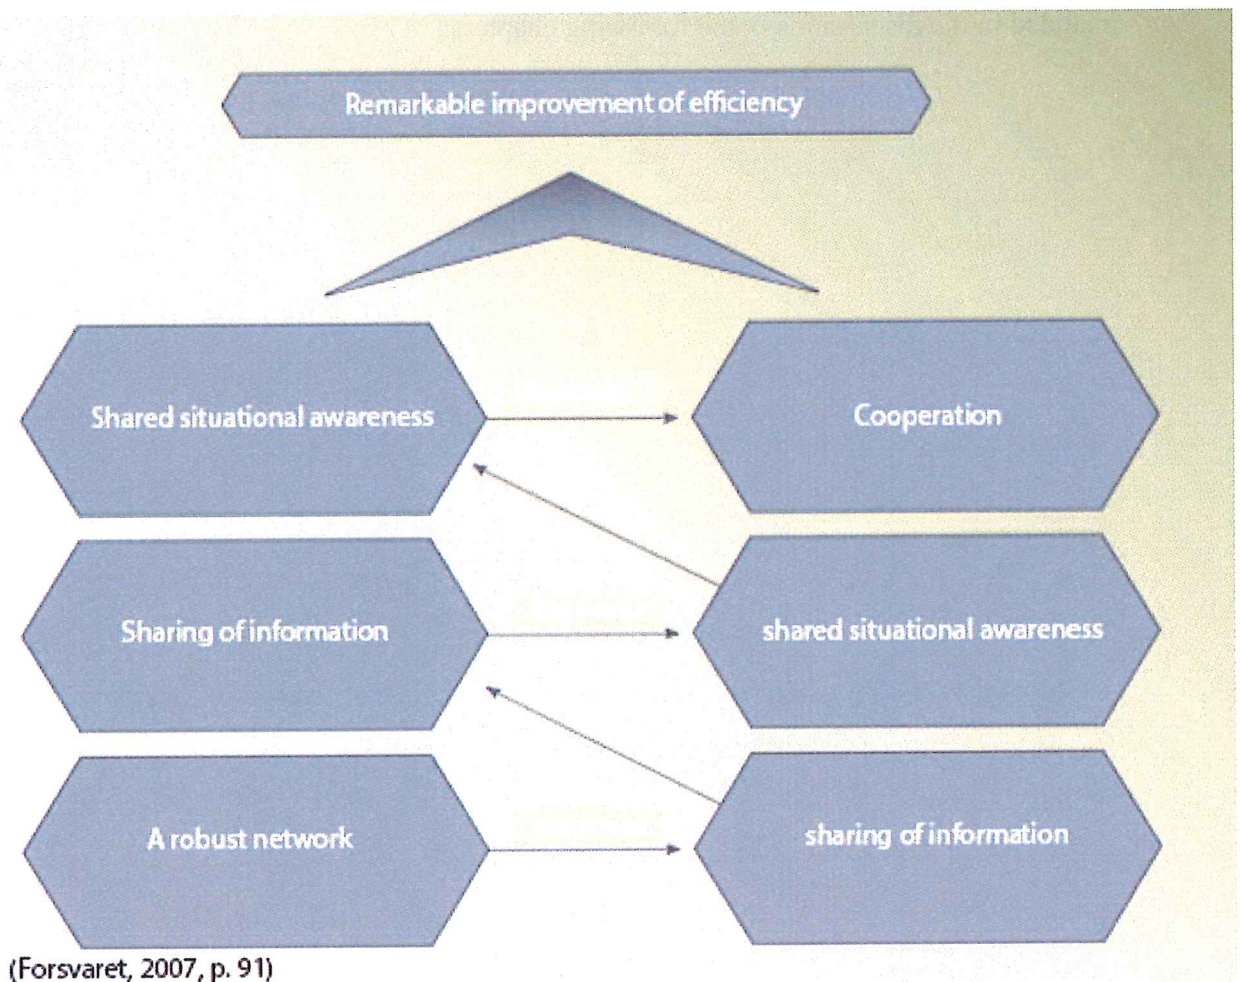 Remarkable improvement of efficiency
Shared situational awareness
Cooperation
Sharing of information
shared situational awareness
A robust network
sharing of information
(Forsvaret, 2007, p. 91)